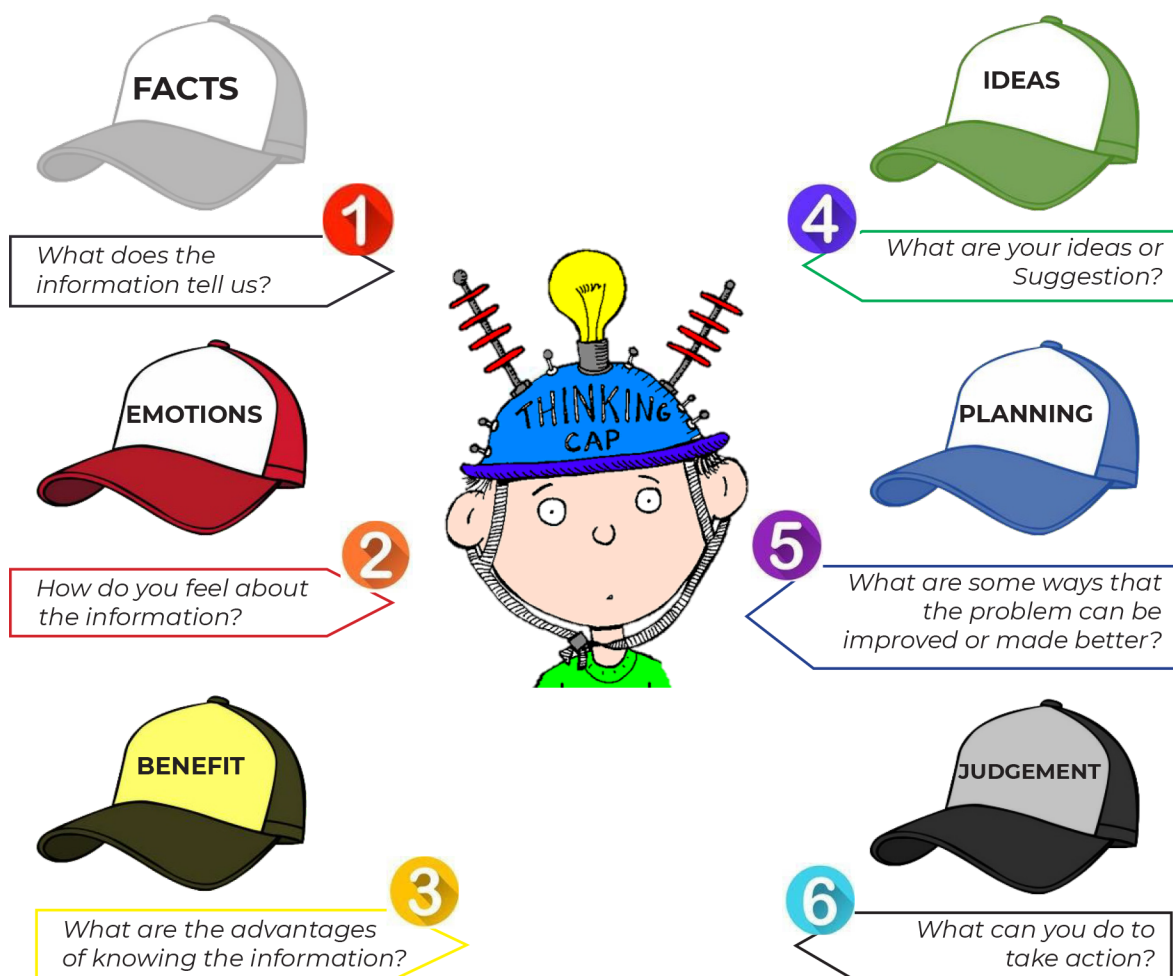 FACTS
1
What does the
information tell us?
EMOTIONS
2
How do you feel about
the information?
BENEFIT
3
What are the advantages
of knowing the information?
THINKING
CAP
IDEAS
4
What are your ideas or
Suggestion?
PLANNING
5
What are some ways that
the problem can be
improved or made better?
JUDGEMENT
6
What can you do to
take action?